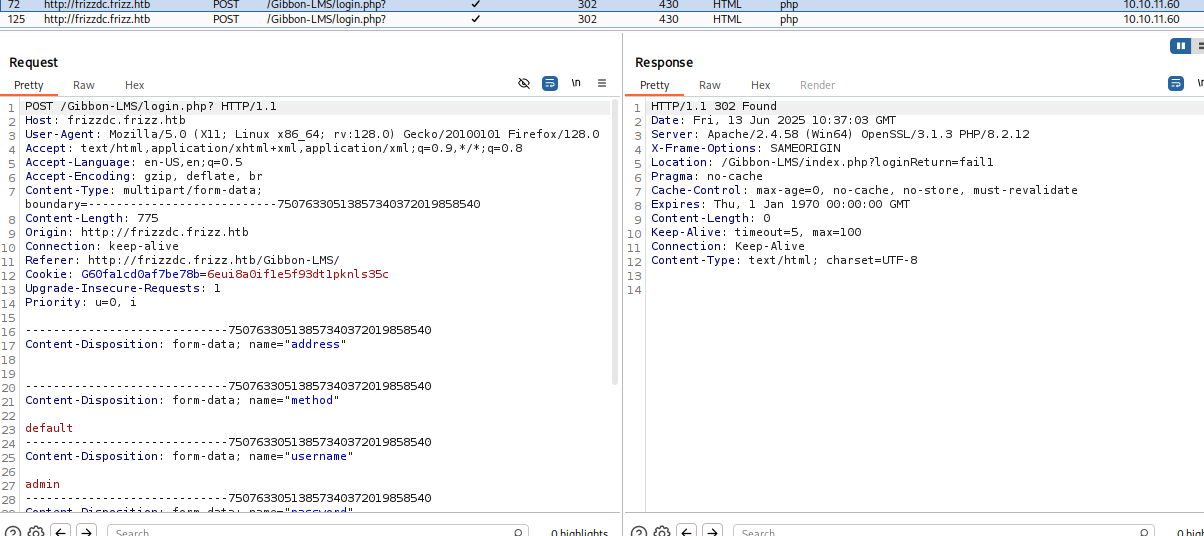 72 http://frizzdc.frizz.htb POST /Gibbon-LMS/login.php? ✓ 302 430 HTML php 10.10.11.60
125 http://frizzdc.frizz.htb POST /Gibbon-LMS/login.php? ✓ 302 430 HTML php 10.10.11.60
Request
Pretty Raw Hex
\n
1 POST /Gibbon-LMS/login.php? HTTP/1.1
2 Host: frizzdc.frizz.htb
3 User-Agent: Mozilla/5.0 (X11; Linux x86_64; rv:128.0) Gecko/20100101 Firefox/128.0
4 Accept: text/html,application/xhtml+xml,application/xml;q=0.9,*/*;q=0.8
5 Accept-Language: en-US,en;q=0.5
6 Accept-Encoding: gzip, deflate, br
7 Content-Type: multipart/form-data;
boundary=---------------------------750763305138573403720198​58540
8 Content-Length: 775
9 Origin: http://frizzdc.frizz.htb
10 Connection: keep-alive
11 Referer: http://frizzdc.frizz.htb/Gibbon-LMS/
12 Cookie: G60fa1cd0af7be78b=6eui8a0if1e5f93dt1pknls35c
13 Upgrade-Insecure-Requests: 1
14 Priority: u=0, i
15
16 -----------------------------75076330513857340372019858540
17 Content-Disposition: form-data; name="address"
18
19
20 -----------------------------75076330513857340372019858540
21 Content-Disposition: form-data; name="method"
22
23 default
24 -----------------------------75076330513857340372019858540
25 Content-Disposition: form-data; name="username"
26
27 admin
28 -----------------------------75076330513857340372019858540
29 Content-Disposition: form-data; name="password"
Search
0 highlights
Response
Pretty Raw Hex Render
1 HTTP/1.1 302 Found
2 Date: Fri, 13 Jun 2025 10:37:03 GMT
3 Server: Apache/2.4.58 (Win64) OpenSSL/3.1.3 PHP/8.2.12
4 X-Frame-Options: SAMEORIGIN
5 Location: /Gibbon-LMS/index.php?loginReturn=fail1
6 Pragma: no-cache
7 Cache-Control: max-age=0, no-cache, no-store, must-revalidate
8 Expires: Thu, 1 Jan 1970 00:00:00 GMT
9 Content-Length: 0
10 Keep-Alive: timeout=5, max=100
11 Connection: Keep-Alive
12 Content-Type: text/html; charset=UTF-8
13
14
Search
0